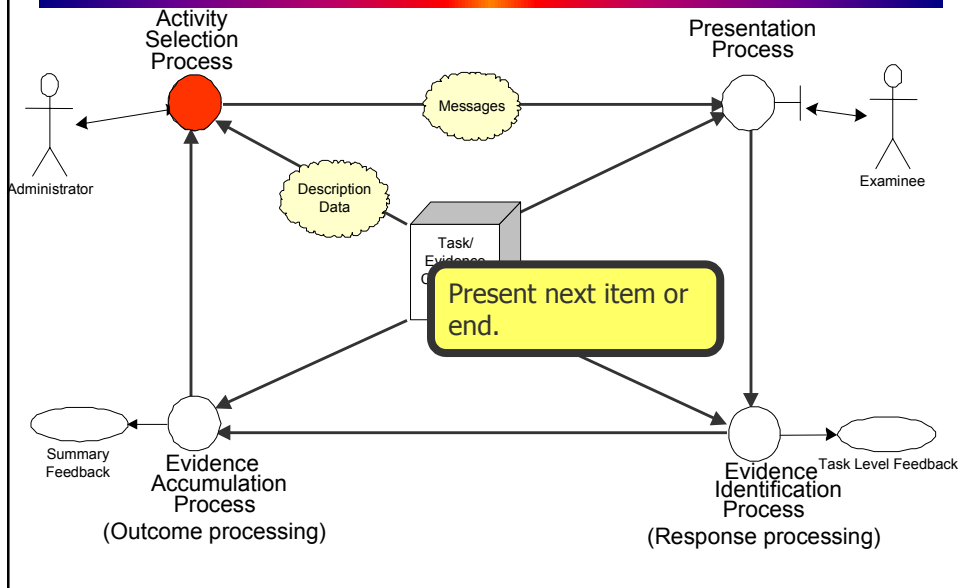 Activity
Selection
Process
Presentation
Process
Messages
Administrator
Examinee
Description
Data
Task/
Evidence
Present next item or
end.
Summary
Feedback
Evidence
Accumulation
Process
(Outcome processing)
Evidence
Identification
Process
(Response processing)
Task Level Feedback